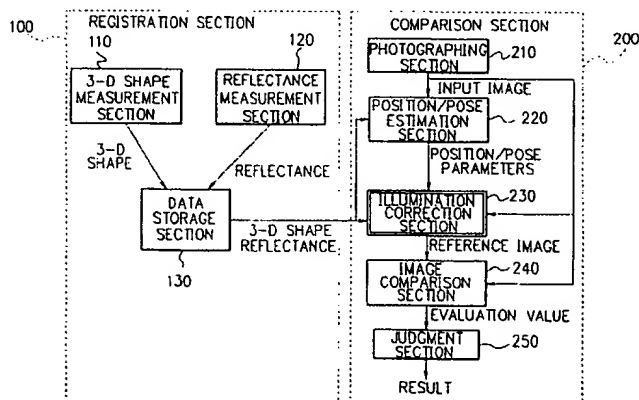 100
REGISTRATION SECTION
110
120
3-D SHAPE
MEASUREMENT
SECTION
REFLECTANCE
MEASUREMENT
SECTION
3-D
SHAPE
REFLECTANCE
DATA
STORAGE
SECTION
130
3-D SHAPE
REFLECTANCE
COMPARISON SECTION
200
PHOTOGRAPHING
SECTION
210
INPUT IMAGE
POSITION/POSE
ESTIMATION
SECTION
220
POSITION/POSE
PARAMETERS
230
ILLUMINATION
CORRECTION
SECTION
REFERENCE IMAGE
IMAGE
COMPARISON
SECTION
240
EVALUATION VALUE
JUDGMENT
SECTION
250
RESULT